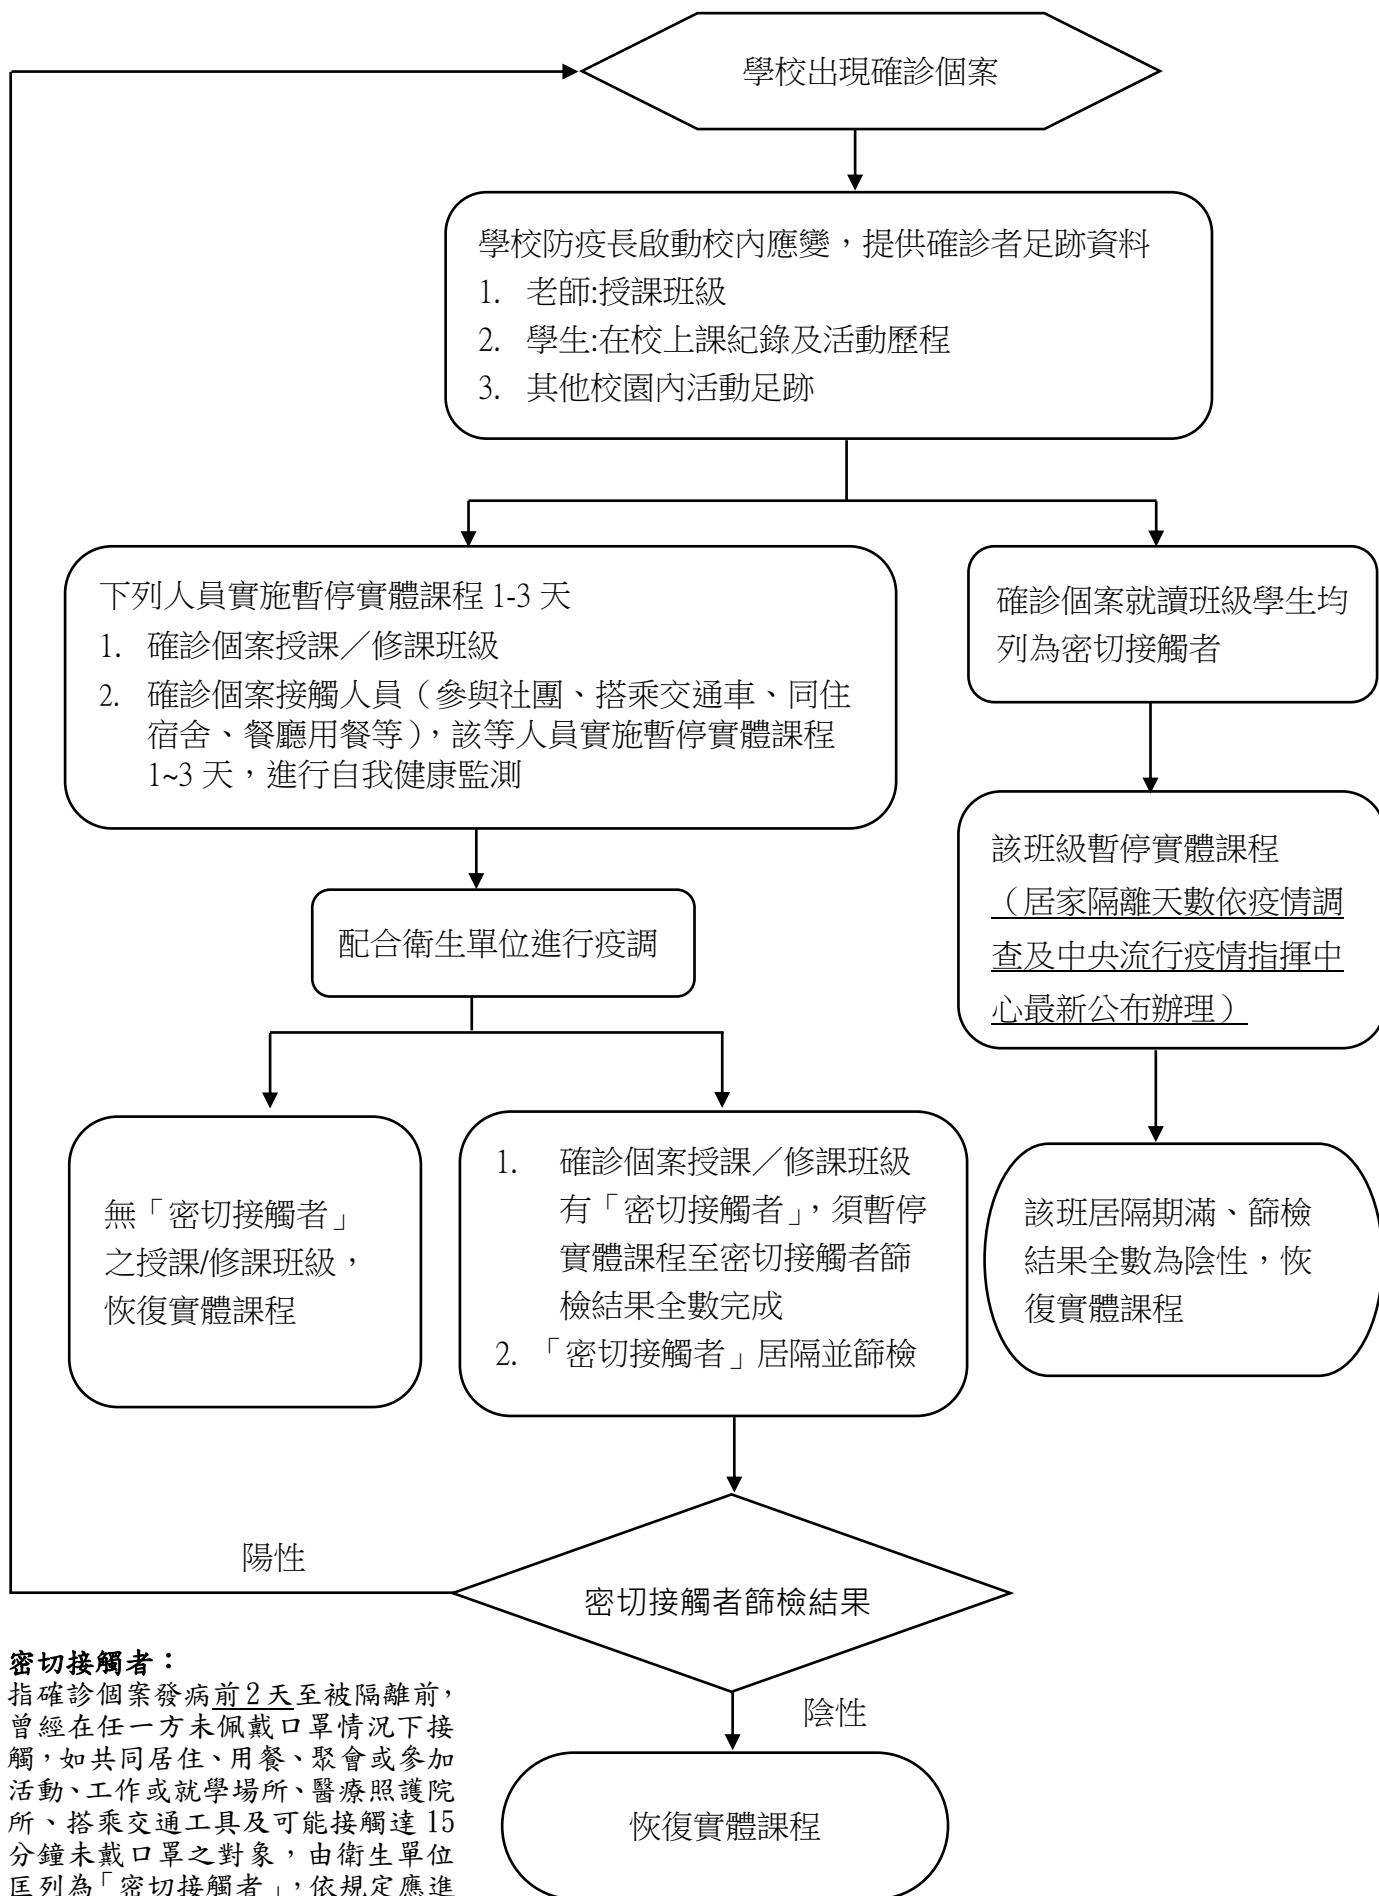 學校出現確診個案
學校防疫長啟動校內應變，提供確診者足跡資料
1. 老師:授課班級
2. 學生:在校上課紀錄及活動歷程
3. 其他校園內活動足跡
下列人員實施暫停實體課程 1-3 天
1. 確診個案授課／修課班級
2. 確診個案接觸人員（參與社團、搭乘交通車、同住
宿舍、餐廳用餐等），該等人員實施暫停實體課程
1~3 天，進行自我健康監測
確診個案就讀班級學生均
列為密切接觸者
該班級暫停實體課程
（居家隔離天數依疫情調
查及中央流行疫情指揮中
心最新公布辦理）
配合衛生單位進行疫調
無「密切接觸者」
之授課/修課班級，
恢復實體課程
1. 確診個案授課／修課班級
有「密切接觸者」，須暫停
實體課程至密切接觸者篩
檢結果全數完成
2. 「密切接觸者」居隔並篩檢
該班居隔期滿、篩檢
結果全數為陰性，恢
復實體課程
陽性
密切接觸者篩檢結果
陰性
恢復實體課程
密切接觸者：
指確診個案發病前2天至被隔離前，
曾經在任一方未佩戴口罩情況下接
觸，如共同居住、用餐、聚會或參加
活動、工作或就學場所、醫療照護院
所、搭乘交通工具及可能接觸達 15
分鐘未戴口罩之對象，由衛生單位
匡列為「密切接觸者」，依規定應進